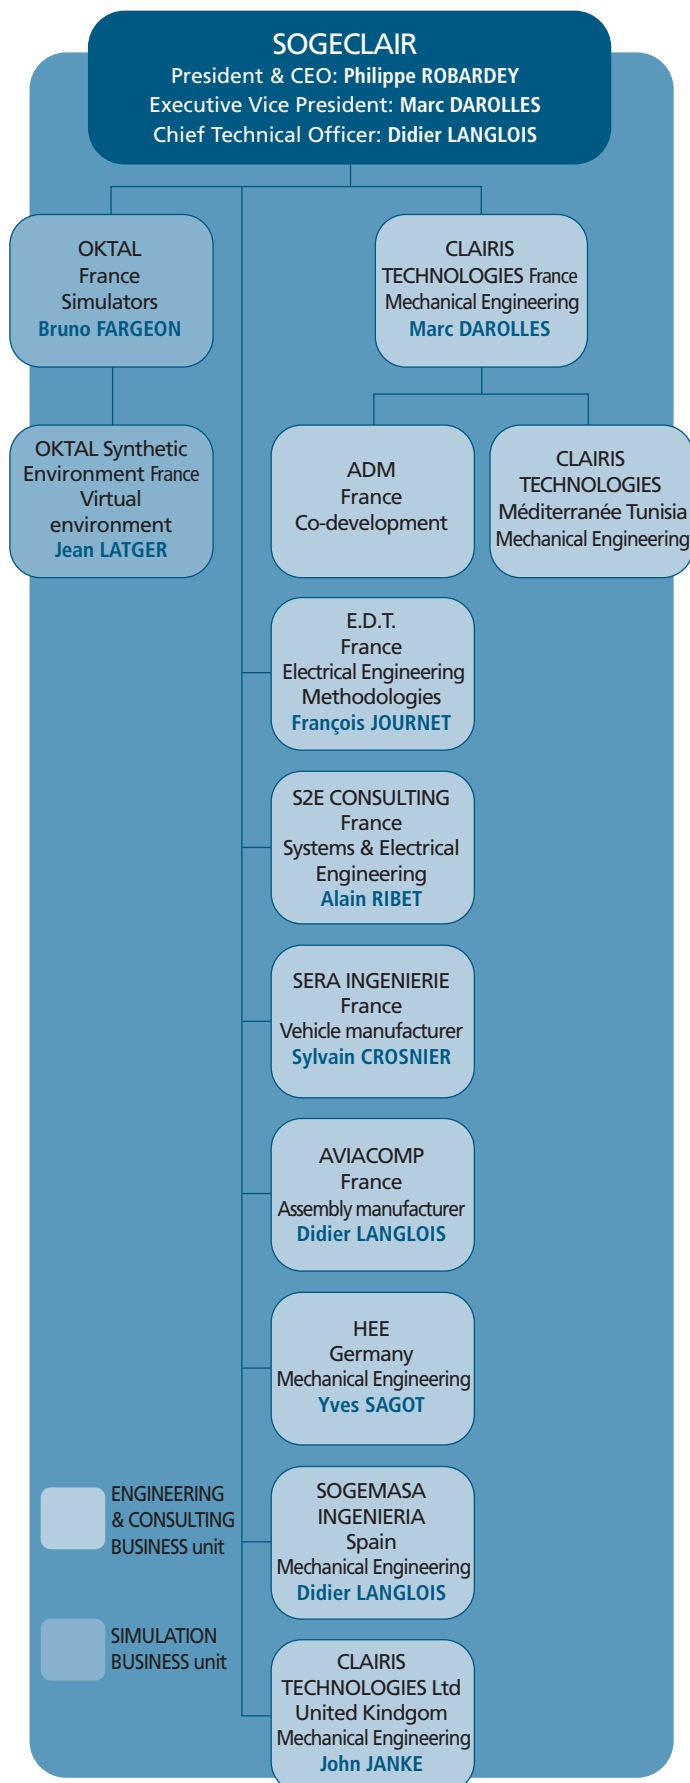 SOGECLAIR
President & CEO: Philippe ROBARDEY
Executive Vice President: Marc DAROLLES
Chief Technical Officer: Didier LANGLOIS
OKTAL
France
Simulators
Bruno FARGEON
CLAIRIS
TECHNOLOGIES France
Mechanical Engineering
Marc DAROLLES
OKTAL Synthetic
Environment France
Virtual
environment
Jean LATGER
ADM
France
Co-development
CLAIRIS
TECHNOLOGIES
Méditerranée Tunisia
Mechanical Engineering
E.D.T.
France
Electrical Engineering
Methodologies
François JOURNET
S2E CONSULTING
France
Systems & Electrical
Engineering
Alain RIBET
SERA INGENIERIE
France
Vehicle manufacturer
Sylvain CROSNIER
AVIACOMP
France
Assembly manufacturer
Didier LANGLOIS
HEE
Germany
Mechanical Engineering
Yves SAGOT
SOGEMASA
INGENIERIA
Spain
Mechanical Engineering
Didier LANGLOIS
CLAIRIS
TECHNOLOGIES Ltd
United Kindgom
Mechanical Engineering
John JANKE
ENGINEERING
& CONSULTING
BUSINESS unit
SIMULATION
BUSINESS unit